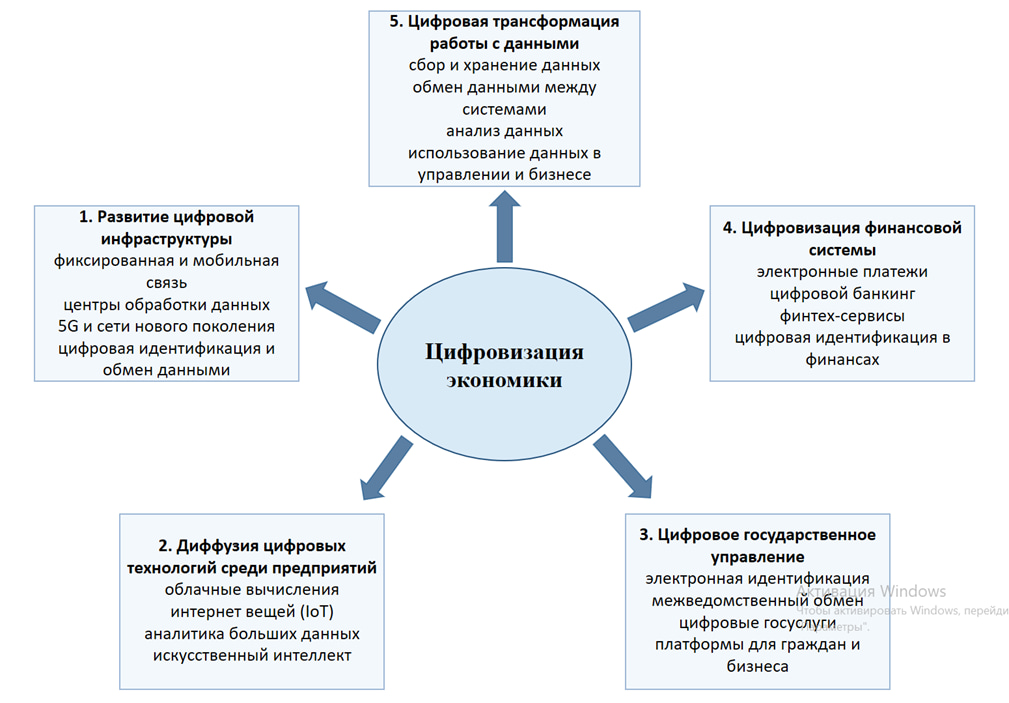 5. Цифровая трансформация
работы с данными
сбор и хранение данных
обмен данными между
системами
анализ данных
использование данных в
управлении и бизнесе
1. Развитие цифровой
инфраструктуры
фиксированная и мобильная
связь
центры обработки данных
5G и сети нового поколения
цифровая идентификация и
обмен данными
4. Цифровизация финансовой
системы
электронные платежи
цифровой банкинг
финтех-сервисы
цифровая идентификация в
финансах
Цифровизация
экономики
2. Диффузия цифровых
технологий среди предприятий
облачные вычисления
интернет вещей (IoT)
аналитика больших данных
искусственный интеллект
3. Цифровое государственное
управление
электронная идентификация
межведомственный обмен
цифровые госуслуги
платформы для граждан и
бизнеса
Активация Windows
Чтобы активировать Windows, перейди
"Параметры".